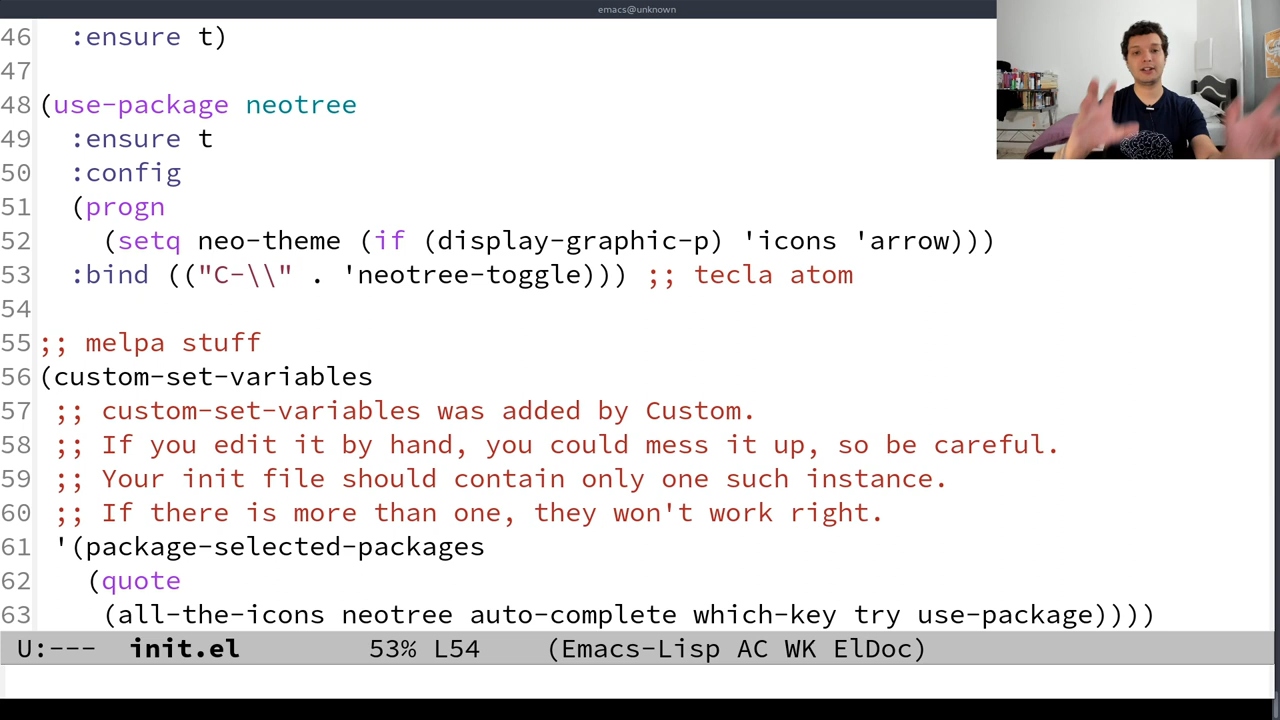 emacs@unknown
46 :ensure t)
47
48 (use-package neotree
49 :ensure t
50 :config
51 (progn
52 (setq neo-theme (if (display-graphic-p) 'icons 'arrow)))
53 :bind (("C-\\" . 'neotree-toggle))) ;; tecla atom
54
55 ;; melpa stuff
56 (custom-set-variables
57 ;; custom-set-variables was added by Custom.
58 ;; If you edit it by hand, you could mess it up, so be careful.
59 ;; Your init file should contain only one such instance.
60 ;; If there is more than one, they won't work right.
61 '(package-selected-packages
62 (quote
63 (all-the-icons neotree auto-complete which-key try use-package))))
U:--- init.el 53% L54 (Emacs-Lisp AC WK ElDoc)